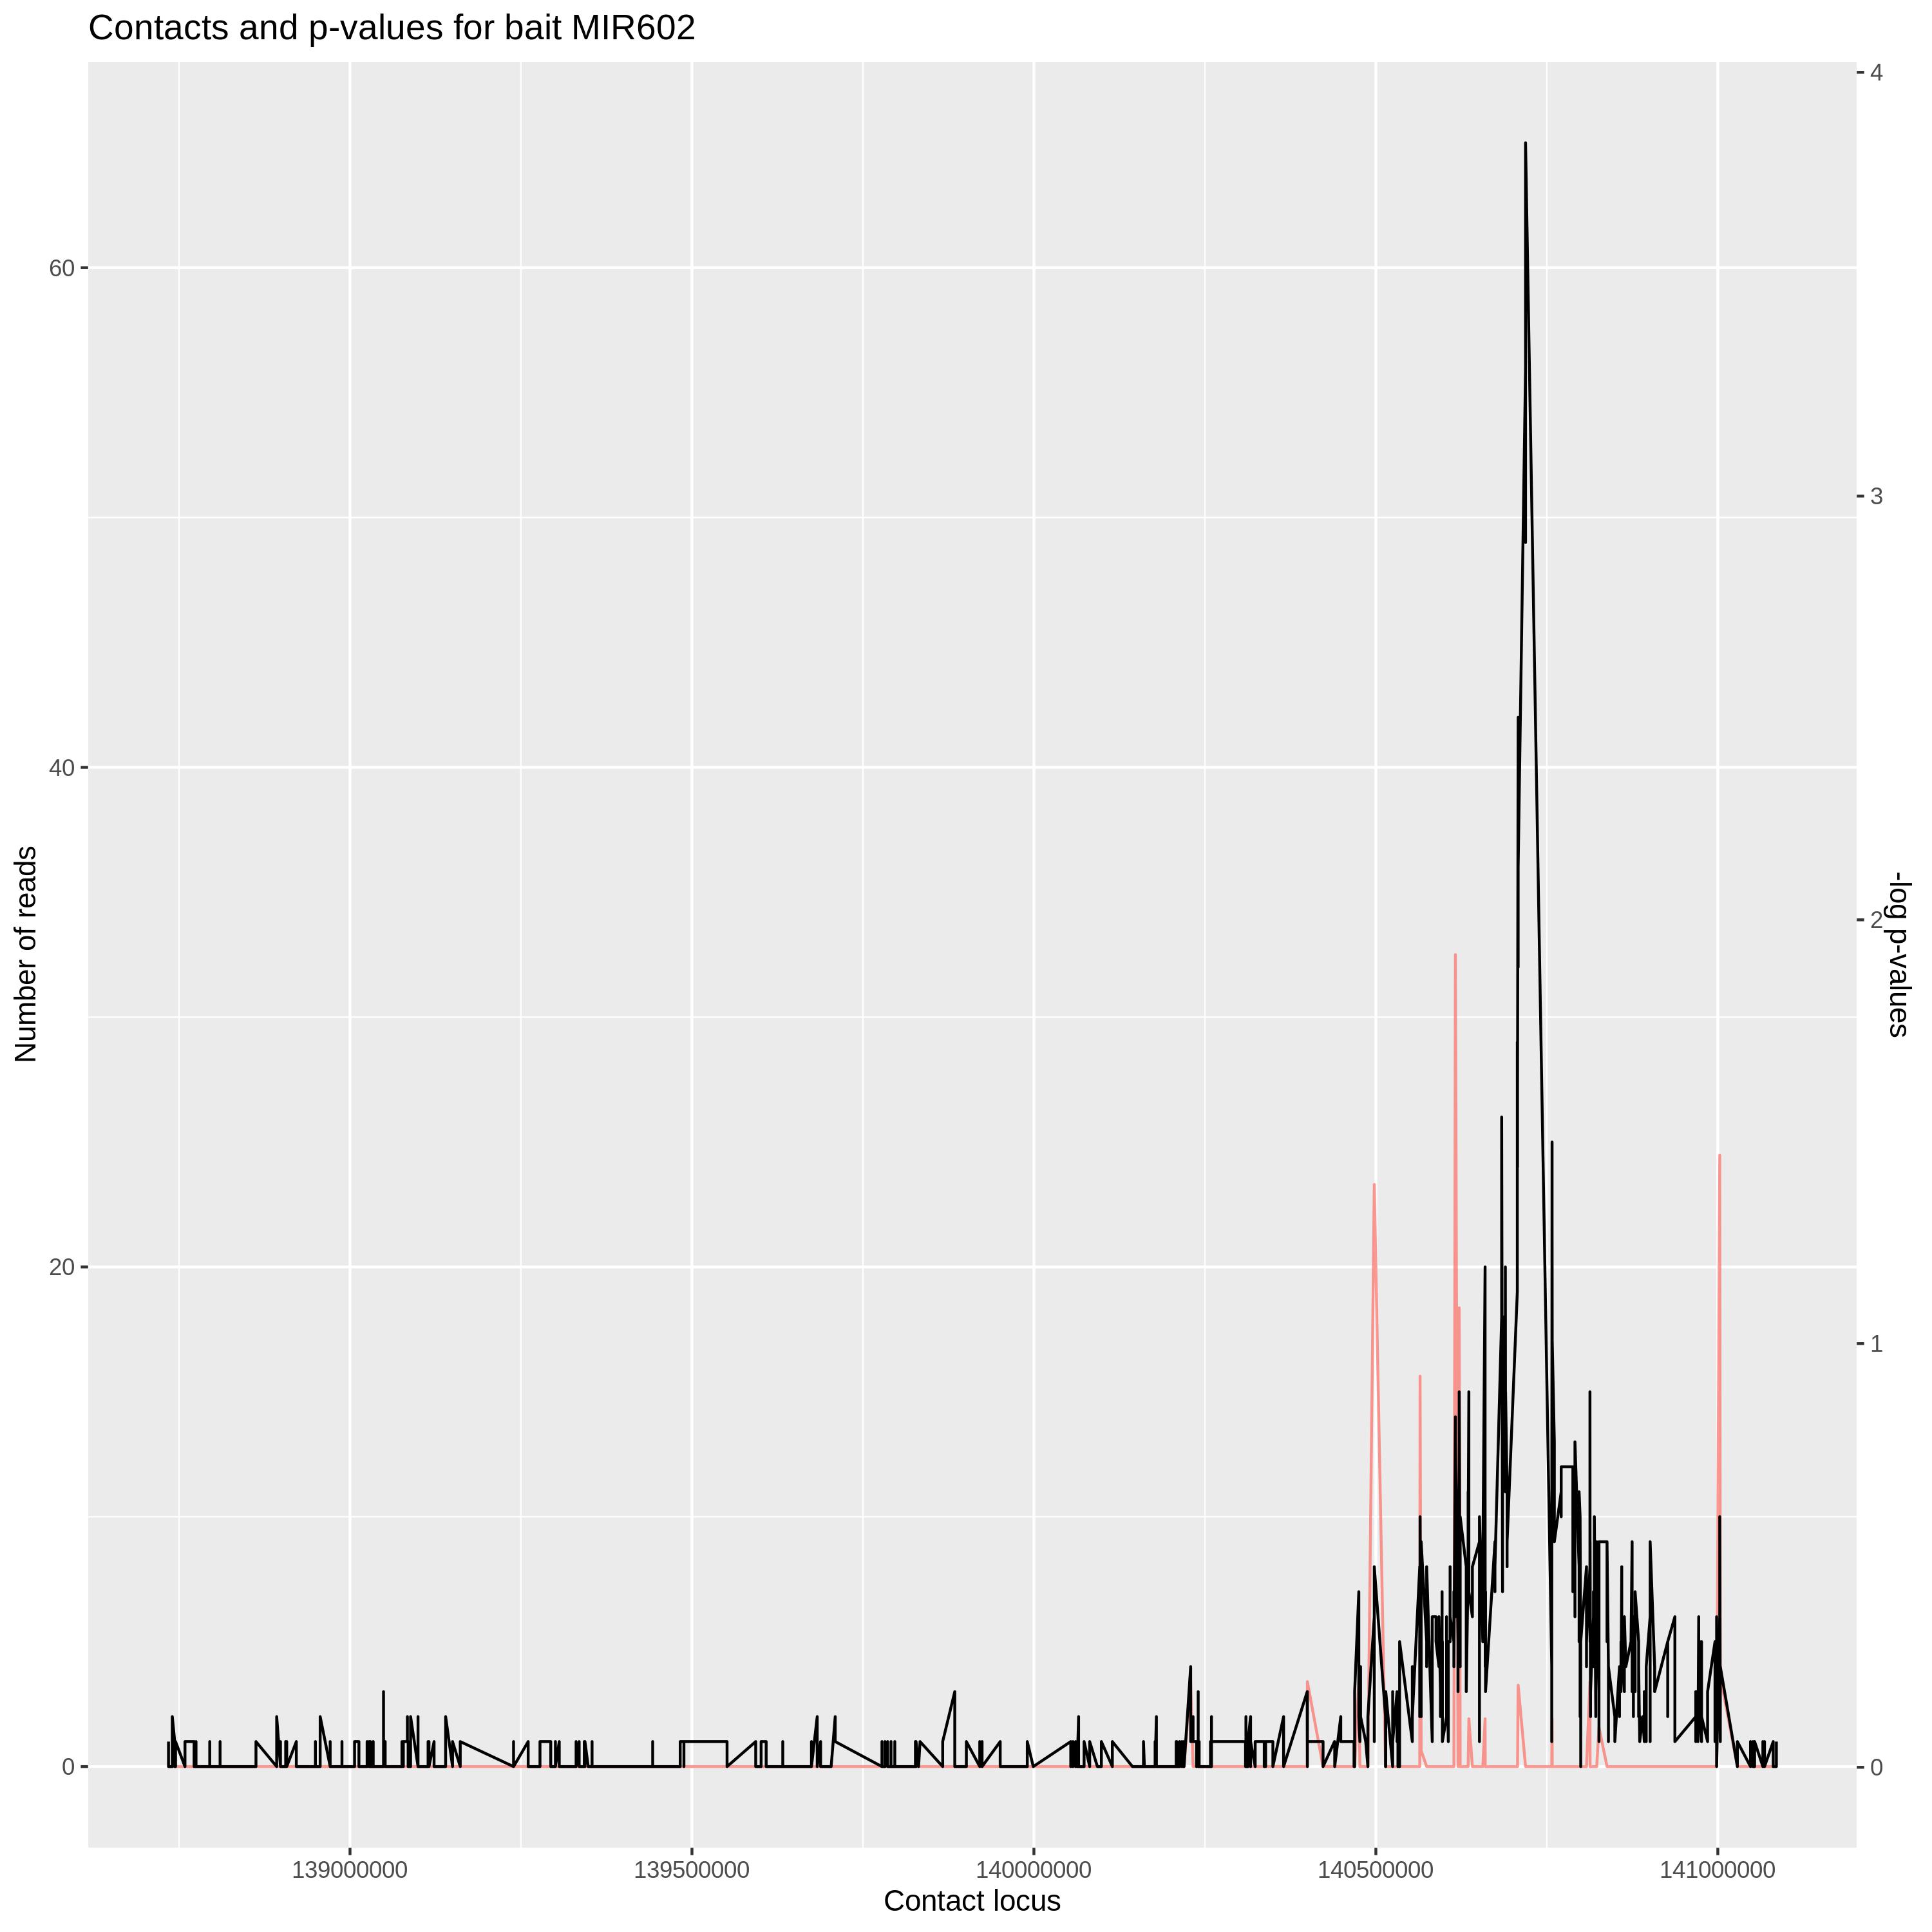 Contacts and p-values for bait MIR602
Number of reads
60
40
20
0
4
3
2
1
0
-log p-values
139000000 139500000 140000000 140500000 141000000
Contact locus